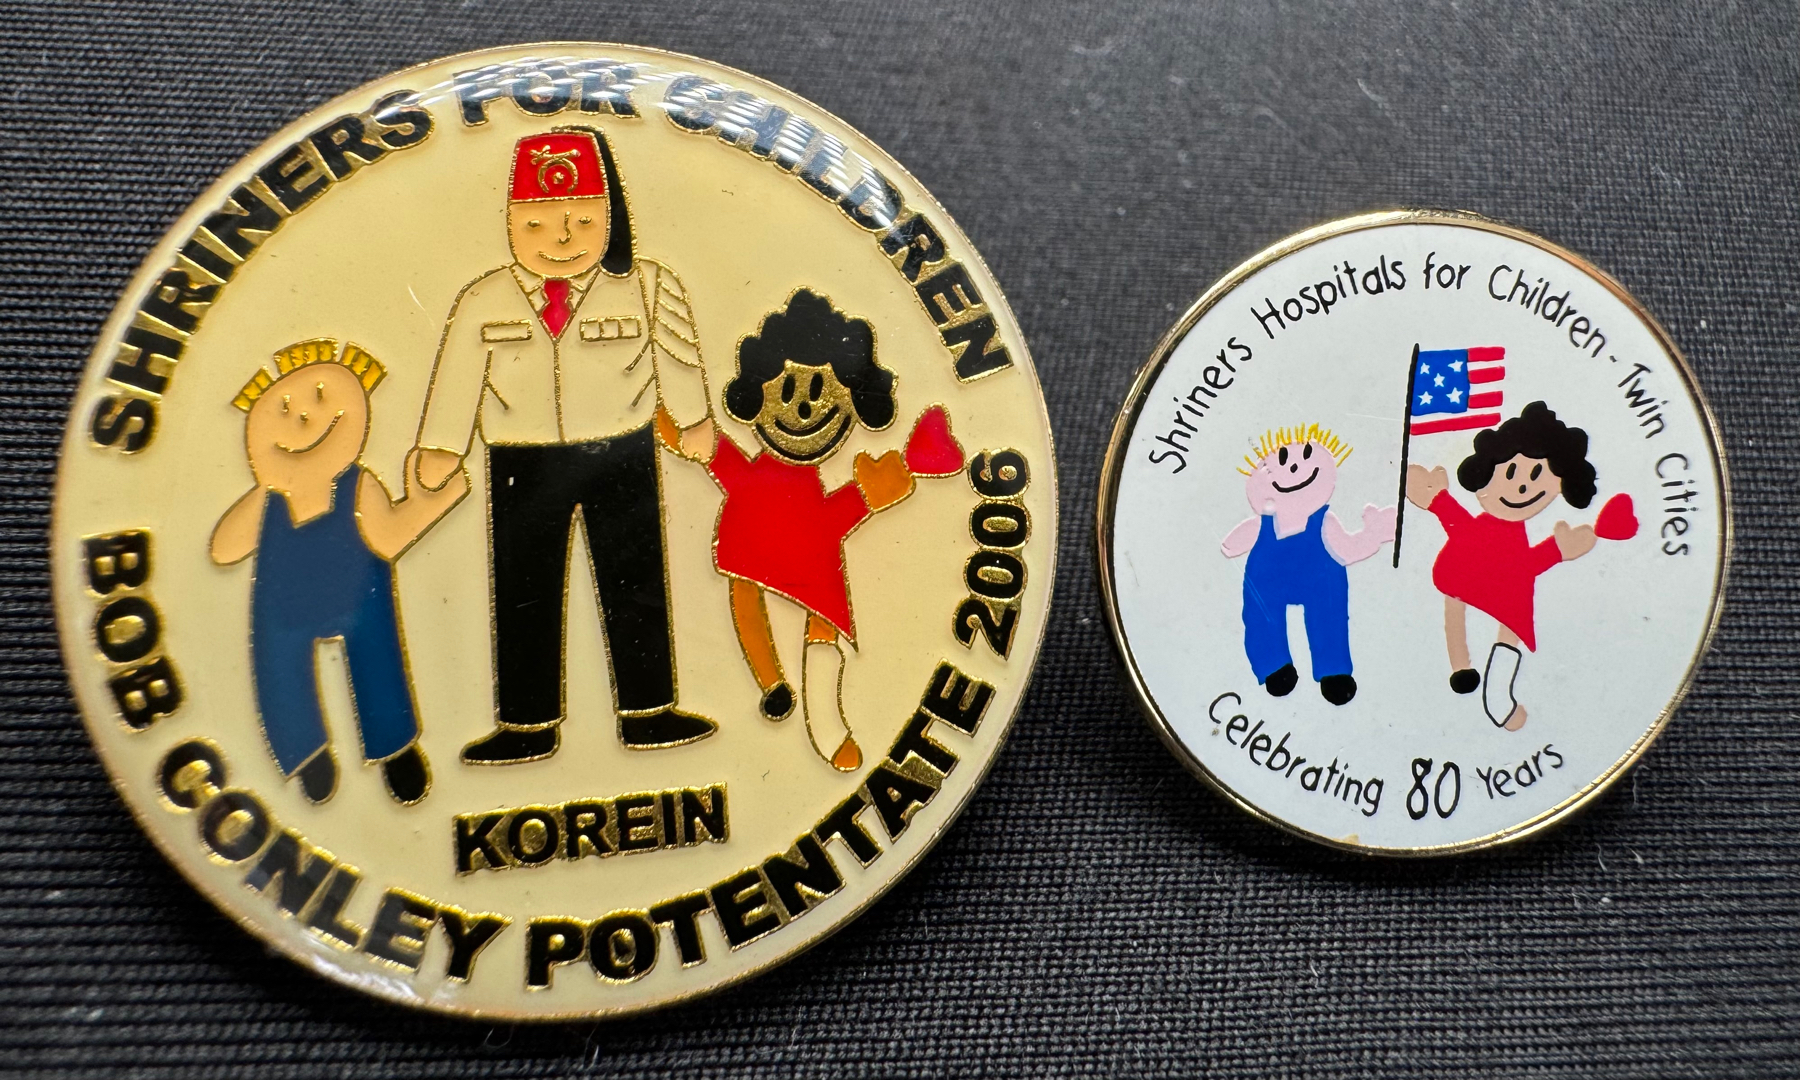 SHRINERS FOR CHILDREN
KOREIN
BOB CONLEY POTENTATE 2006
Shriners Hospitals for Children - Twin Cities
Celebrating 80 Years